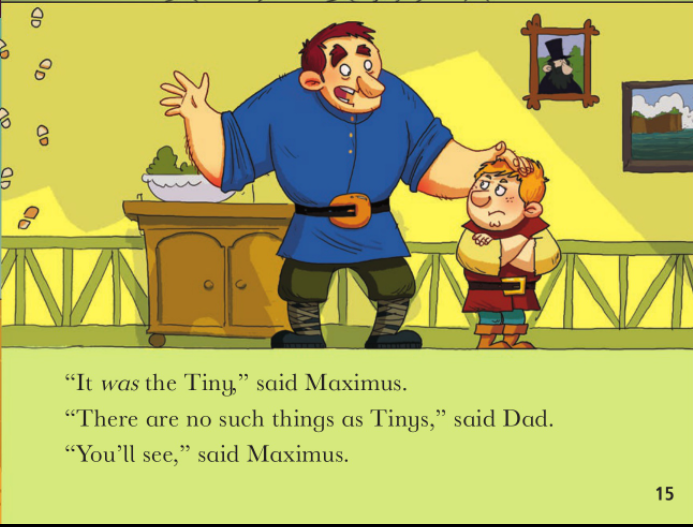 “It was the Tiny,” said Maximus.
“There are no such things as Tinys,” said Dad.
“You’ll see,” said Maximus.
15